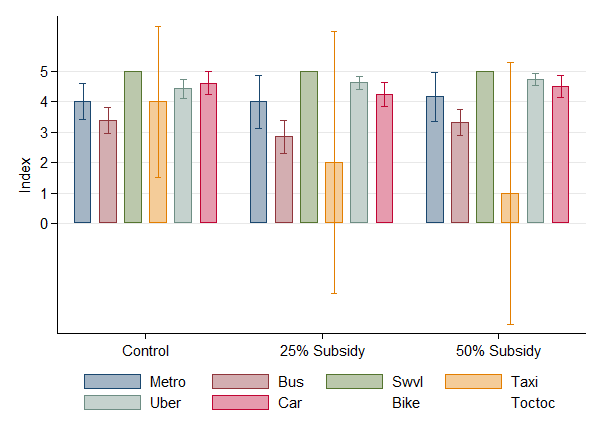 Index
5
4
3
2
1
0
Control 25% Subsidy 50% Subsidy
Metro Bus Swvl Taxi
Uber Car Bike Toctoc